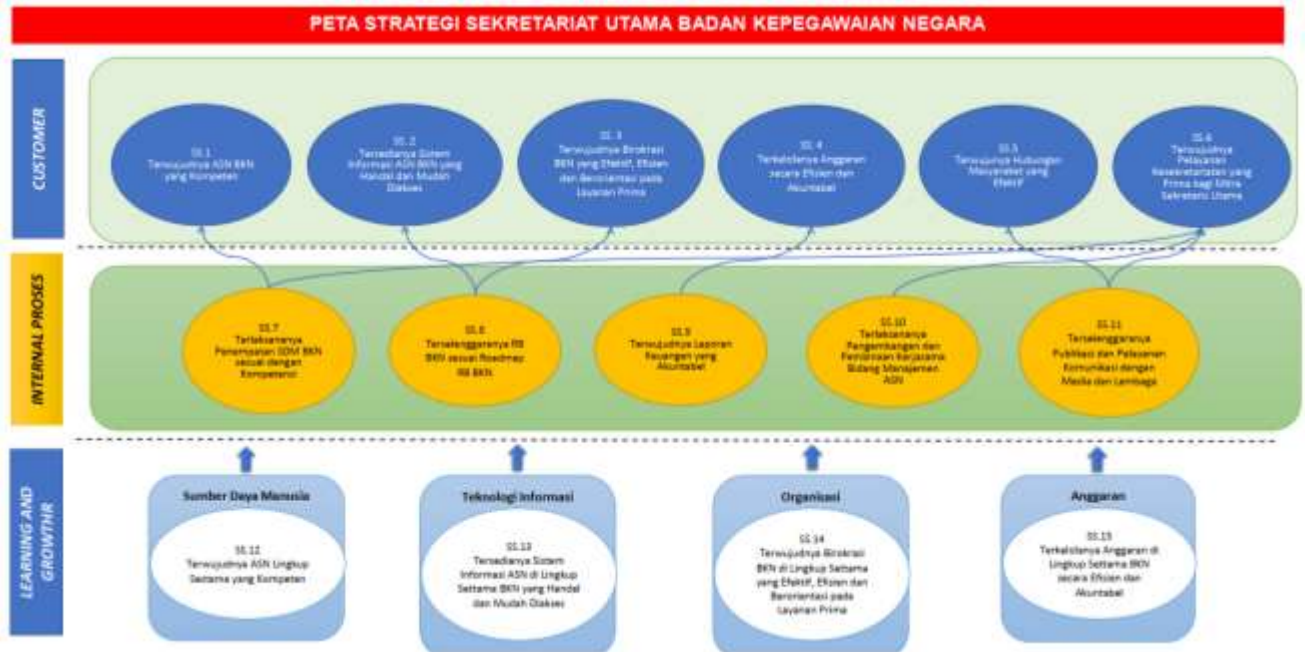 PETA STRATEGI SEKRETARIAT UTAMA BADAN KEPEGAWAIAN NEGARA
CUSTOMER
SS.1
Terwujudnya ASN BKN
yang Kompeten
SS. 2
Tersedianya Sistem
Informasi ASN BKN yang
Handal dan Mudah
Diakses
SS. 3
Terwujudnya Birokrasi
BKN yang Efektif, Efisien
dan Berorientasi pada
Layanan Prima
SS. 4
Terkelolanya Anggaran
secara Efisien dan
Akuntabel
SS.5
Terwujunya Hubungan
Masyarakat yang
Efektif
SS.6
Terwujudnya
Pelayanan
Kesekretariatan yang
Prima bagi Mitra
Sekretaris Utama
INTERNAL PROSES
SS.7
Terlaksananya
Penempatan SDM BKN
sesuai dengan
Kompetensi
SS.8
Terselenggaranya RB
BKN sesuai Roadmap
RB BKN
SS.9
Terwujudnya Laporan
Keuangan yang
Akuntabel
SS.10
Terlaksananya
Pengembangan dan
Pembinaan Kerjasama
Bidang Manajemen
ASN
SS.11
Terselenggaranya
Publikasi dan Pelayanan
Komunikasi dengan
Media dan Lembaga
LEARNING AND
GROWTHR
Sumber Daya Manusia
SS.12
Terwujudnya ASN Lingkup
Settama yang Kompeten
Teknologi Informasi
SS.13
Tersedianya Sistem
Informasi ASN di Lingkup
Settama BKN yang Handal
dan Mudah Diakses
Organisasi
SS.14
Terwujudnya Birokrasi
BKN di Lingkup Settama
yang Efektif, Efisien dan
Berorientasi pada
Layanan Prima
Anggaran
SS.15
Terkelolanya Anggaran di
Lingkup Settama BKN
secara Efisien dan
Akuntabel